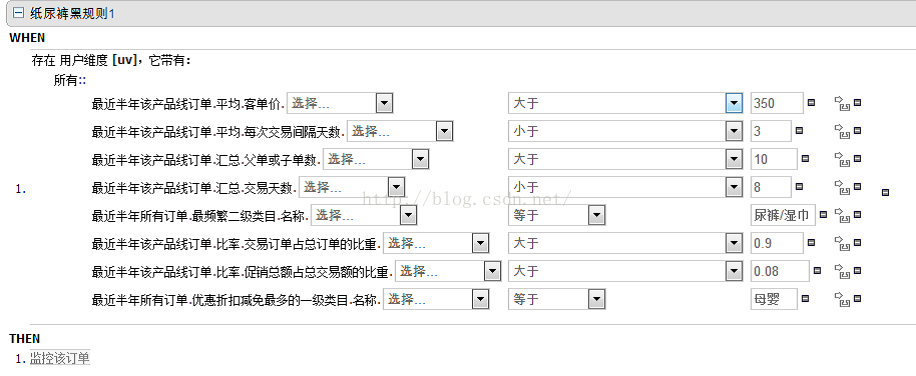 纸尿裤黑规则1
WHEN
存在 用户维度 [uv]，它带有:
所有::
最近半年该产品线订单.平均.客单价. 选择... 大于 350
最近半年该产品线订单.平均.每次交易间隔天数. 选择... 小于 3
最近半年该产品线订单.汇总.父单或子单数. 选择... 大于 10
1. 最近半年该产品线订单.汇总.交易天数. 选择... 小于 8
http://blog.csdn.net/
最近半年所有订单.最频繁二级类目.名称. 选择... 等于 尿裤/湿巾
最近半年该产品线订单.比率.交易订单占总订单的比重. 选择... 大于 0.9
最近半年该产品线订单.比率.促销总额占总交易额的比重. 选择... 大于 0.08
最近半年所有订单.优惠折扣减免最多的一级类目.名称. 选择... 等于 母婴
THEN
1. 监控该订单